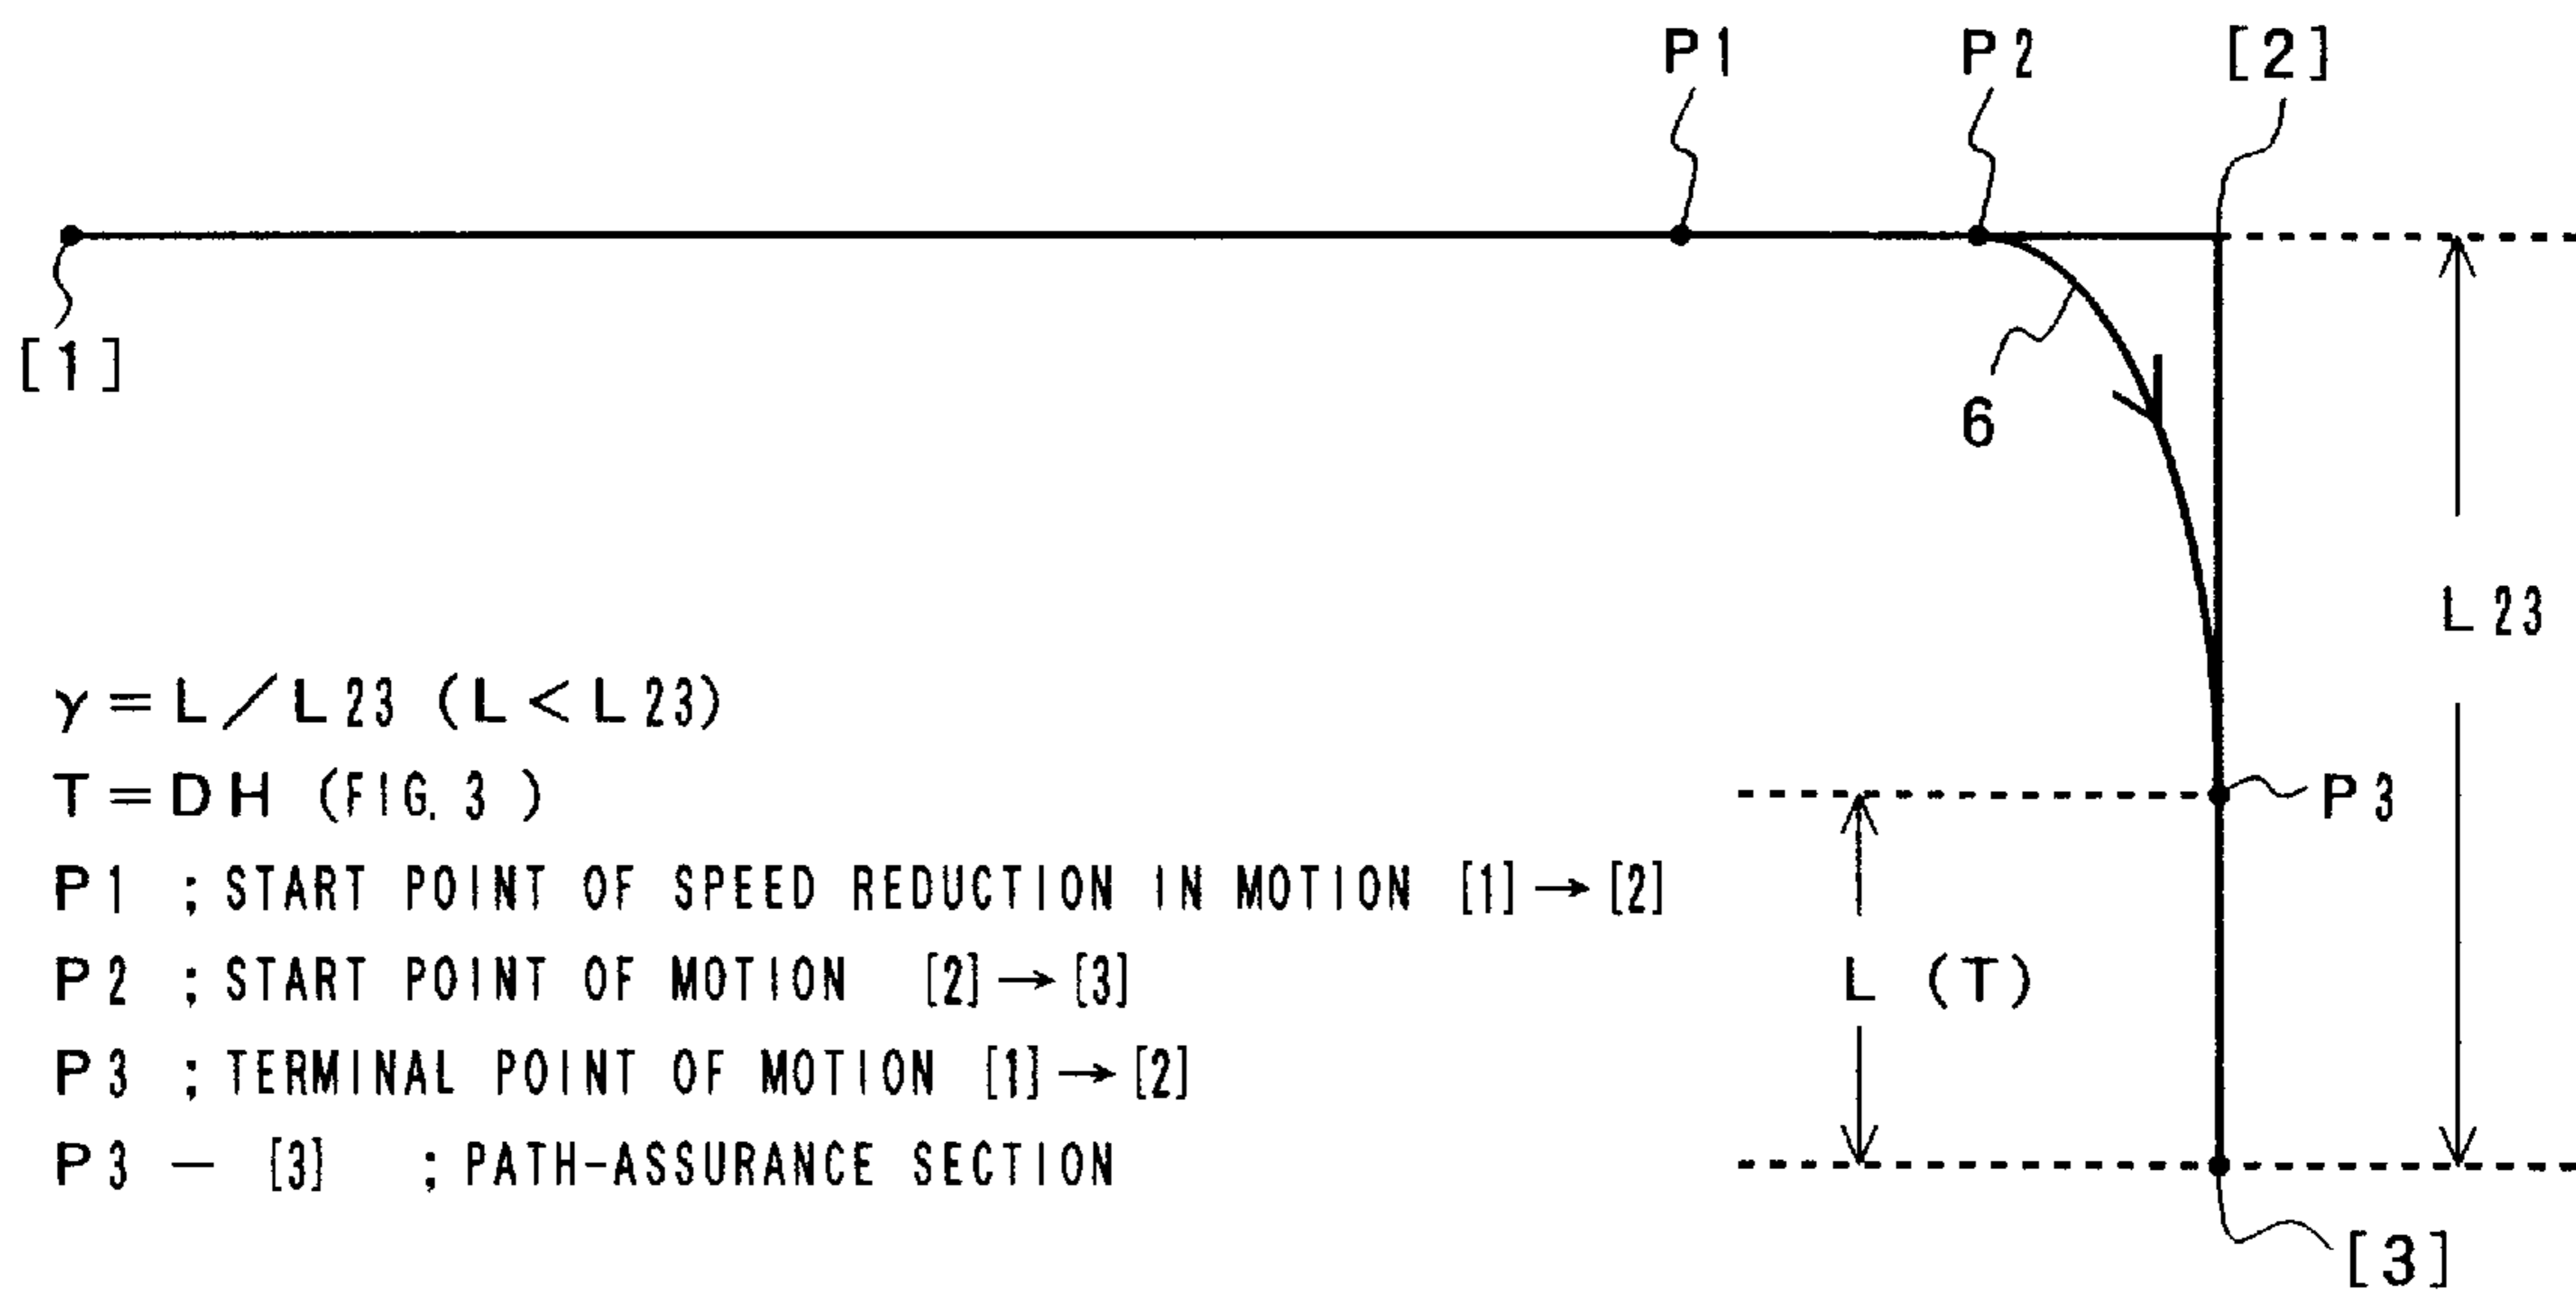 P1
P2
[2]
[1]
6
L23
γ=L/L23 (L<L23)
T=DH (FIG. 3 )
P3
P1 ; START POINT OF SPEED REDUCTION IN MOTION [1]→[2]
P2 ; START POINT OF MOTION [2]→[3]
L (T)
P3 ; TERMINAL POINT OF MOTION [1]→[2]
P3 — [3] ; PATH-ASSURANCE SECTION
[3]